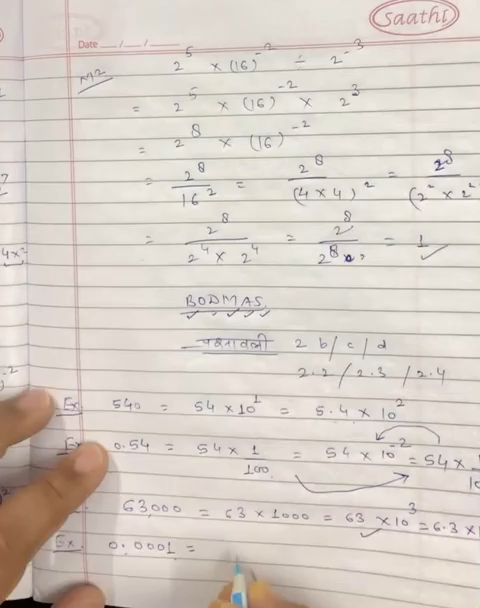 Saathi
Date __/__/__
M2 2^5 × (16)^-2 ÷ 2^-3
= 2^5 × (16)^-2 × 2^3
= 2^8 × (16)^-2
= 2^8/16^2 = 2^8/(4×4)^2 = 2^8/(2^2 × 2^2
= 2^8/2^4 × 2^4 = 2^8/2^8 = 1
BODMAS
2 b/c/d
2.2/2.3/2.4
Ex. 540 = 54 × 10^1 = 5.4 × 10^2
Ex 0.54 = 54 × 1/100 = 54 × 10^-2 = 54 ×
63000 = 63 × 1000 = 63 × 10^3 = 6.3 ×
Ex. 0.0001 =